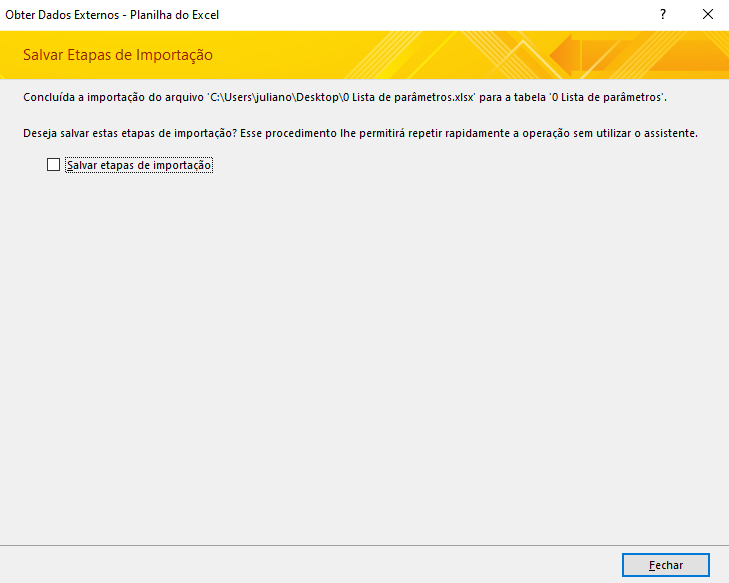 Obter Dados Externos - Planilha do Excel
?
Salvar Etapas de Importação
Concluída a importação do arquivo 'C:\Users\juliano\Desktop\0 Lista de parâmetros.xlsx' para a tabela '0 Lista de parâmetros'.
Deseja salvar estas etapas de importação? Esse procedimento lhe permitirá repetir rapidamente a operação sem utilizar o assistente.
Salvar etapas de importação
Fechar